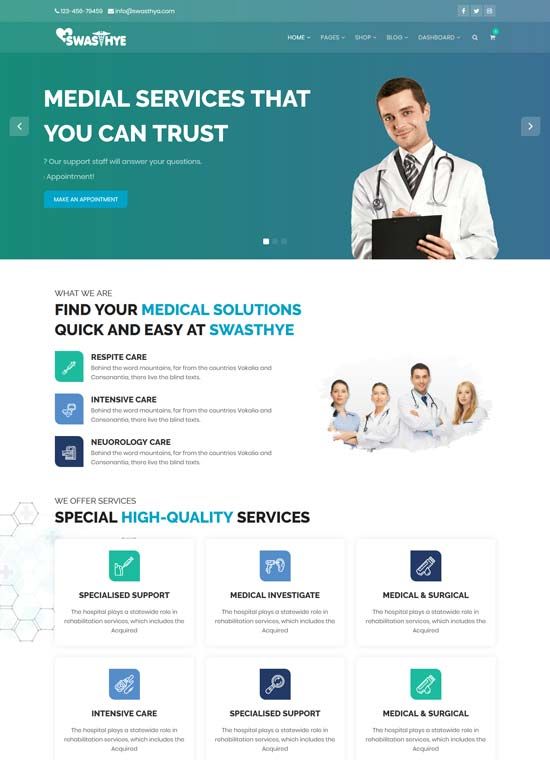 123-456-79459 info@swasthya.com
SWASTHYE
HOME PAGES SHOP BLOG DASHBOARD
MEDIAL SERVICES THAT
YOU CAN TRUST
? Our support staff will answer your questions.
. Appointment!
MAKE AN APPOINTMENT
WHAT WE ARE
FIND YOUR MEDICAL SOLUTIONS
QUICK AND EASY AT SWASTHYE
RESPITE CARE
Behind the word mountains, far from the countries Vokalia and
Consonantia, there live the blind texts.
INTENSIVE CARE
Behind the word mountains, far from the countries Vokalia and
Consonantia, there live the blind texts.
NEUOROLOGY CARE
Behind the word mountains, far from the countries Vokalia and
Consonantia, there live the blind texts.
WE OFFER SERVICES
SPECIAL HIGH-QUALITY SERVICES
SPECIALISED SUPPORT
The hospital plays a statewide role in
rehabilitation services, which includes the
Acquired
MEDICAL INVESTIGATE
The hospital plays a statewide role in
rehabilitation services, which includes the
Acquired
MEDICAL & SURGICAL
The hospital plays a statewide role in
rehabilitation services, which includes the
Acquired
INTENSIVE CARE
The hospital plays a statewide role in
rehabilitation services, which includes the
Acquired
SPECIALISED SUPPORT
The hospital plays a statewide role in
rehabilitation services, which includes the
Acquired
MEDICAL & SURGICAL
The hospital plays a statewide role in
rehabilitation services, which includes the
Acquired